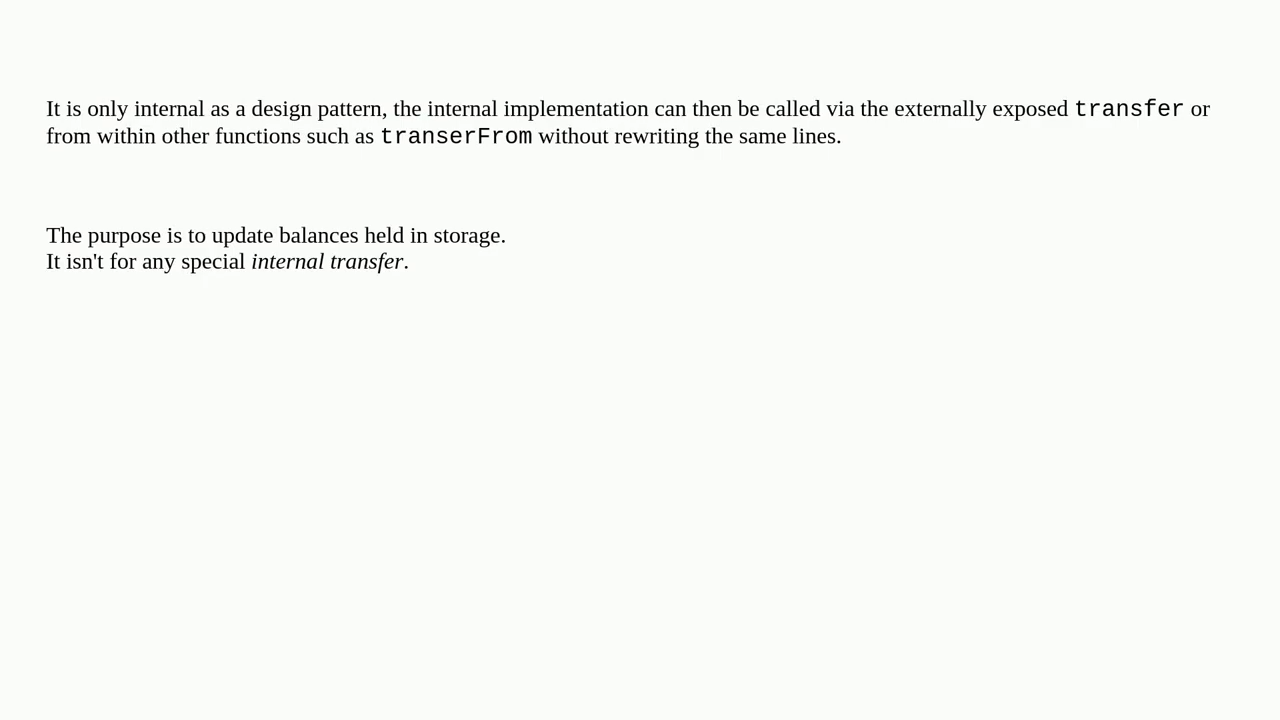 It is only internal as a design pattern, the internal implementation can then be called via the externally exposed transfer or
from within other functions such as transerFrom without rewriting the same lines.
The purpose is to update balances held in storage.
It isn't for any special internal transfer.